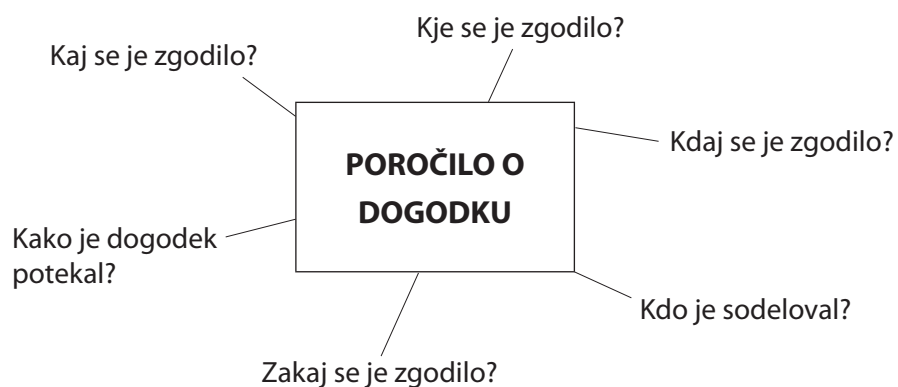 Kje se je zgodilo?
Kaj se je zgodilo?
Kdaj se je zgodilo?
POROČILO O
DOGODKU
Kako je dogodek
potekal?
Kdo je sodeloval?
Zakaj se je zgodilo?